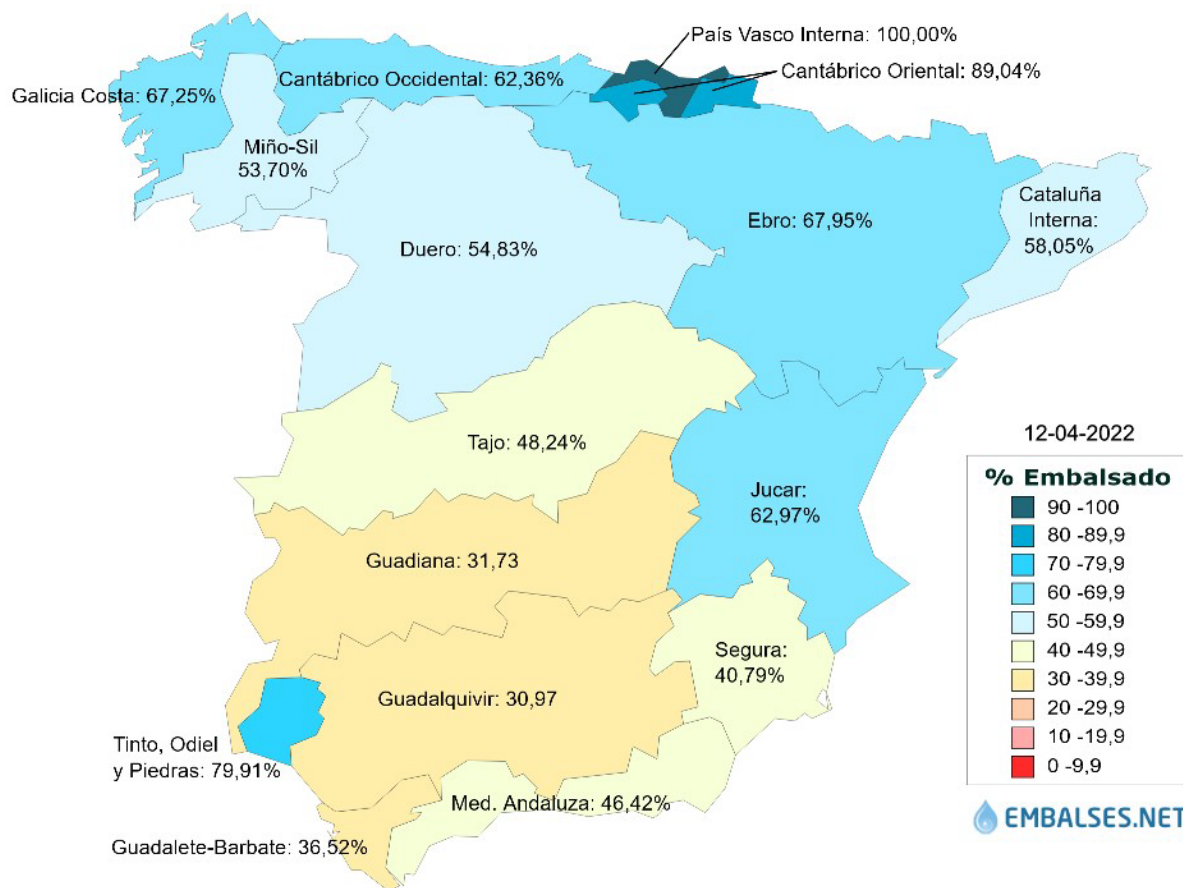 País Vasco Interna: 100,00%
Cantábrico Oriental: 89,04%
Cantábrico Occidental: 62,36%
Galicia Costa: 67,25%
Miño-Sil
53,70%
Cataluña
Interna:
58,05%
Ebro: 67,95%
Duero: 54,83%
Tajo: 48,24%
Jucar:
62,97%
Guadiana: 31,73
Segura:
40,79%
Guadalquivir: 30,97
Tinto, Odiel
y Piedras: 79,91%
Med. Andaluza: 46,42%
Guadalete-Barbate: 36,52%
12-04-2022
% Embalsado
90 -100
80 -89,9
70 -79,9
60 -69,9
50 -59,9
40 -49,9
30 -39,9
20 -29,9
10 -19,9
0 -9,9
EMBALSES.NET